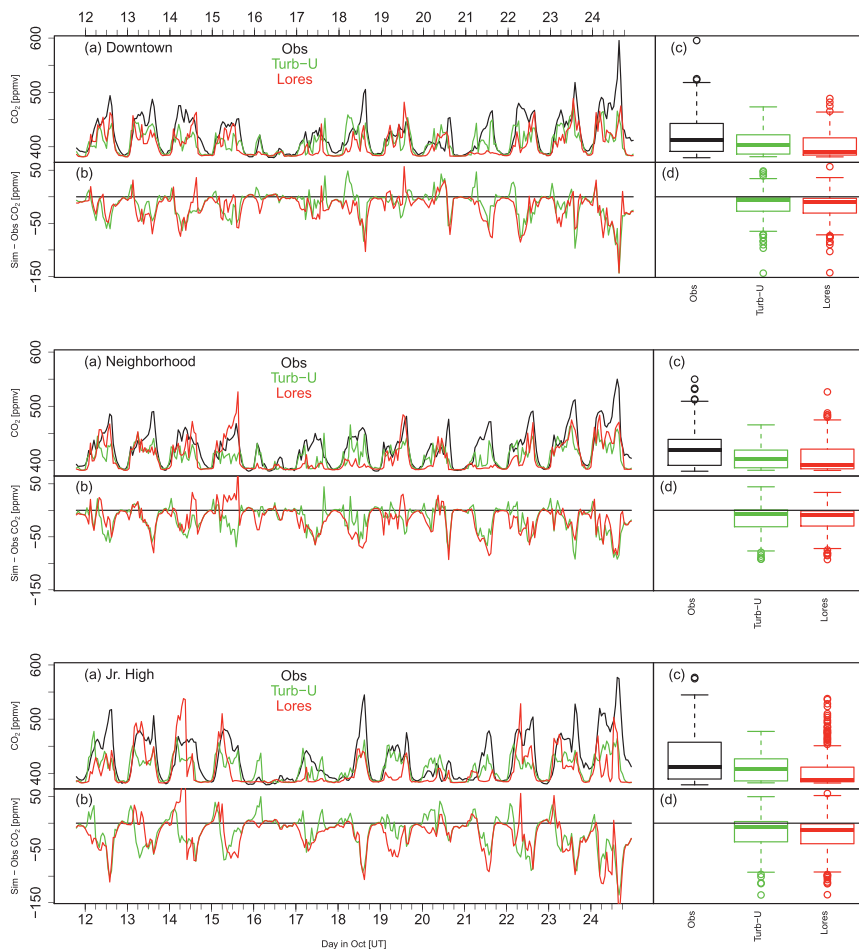 12 13 14 15 16 17 18 19 20 21 22 23 24
(a) Downtown
Obs
Turb−U
Lores
(c)
CO2 [ppmv]
600
500
400
(b)
(d)
Sim − Obs CO2 [ppmv]
50
−50
−150
Obs
Turb−U
Lores
(a) Neighborhood
Obs
Turb−U
Lores
(c)
CO2 [ppmv]
600
500
400
(b)
(d)
Sim − Obs CO2 [ppmv]
50
−50
−150
Obs
Turb−U
Lores
(a) Jr. High
Obs
Turb−U
Lores
(c)
CO2 [ppmv]
600
500
400
(b)
(d)
Sim − Obs CO2 [ppmv]
50
−50
−150
Obs
Turb−U
Lores
12 13 14 15 16 17 18 19 20 21 22 23 24
Day in Oct [UT]